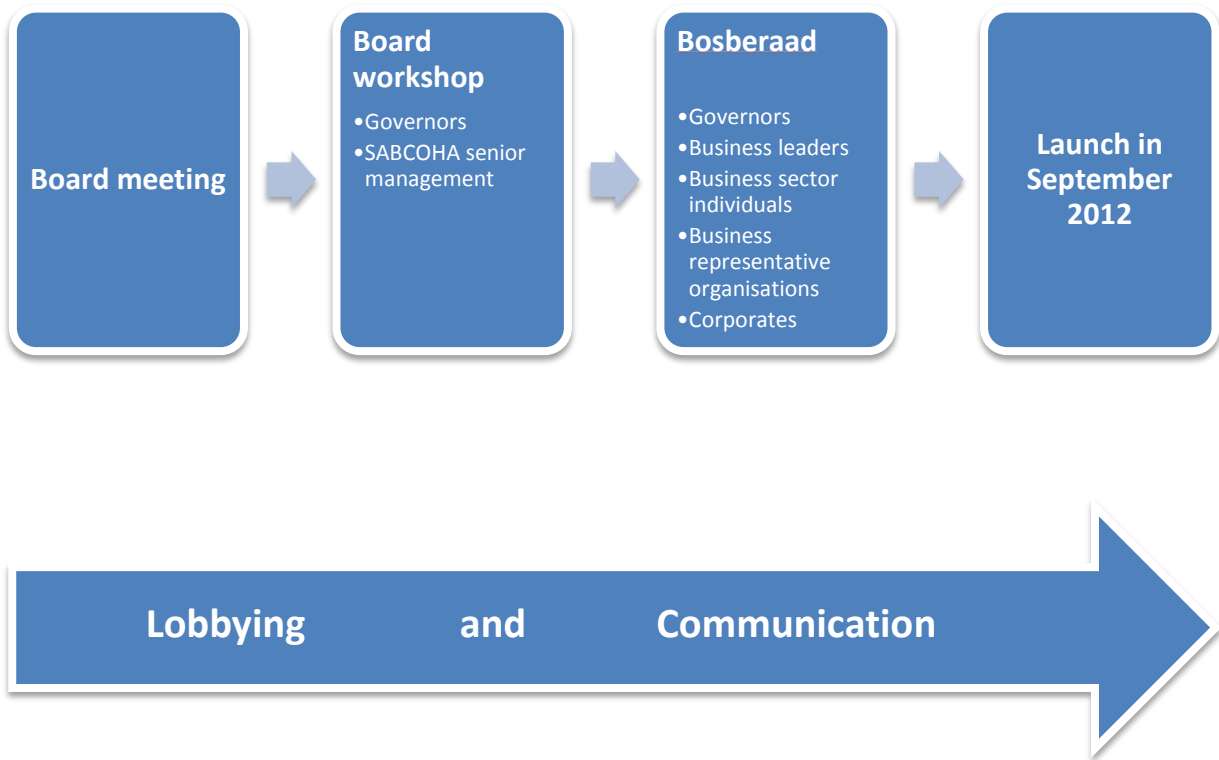 Board meeting
Board
workshop
•Governors
•SABCOHA senior
management
Bosberaad
•Governors
•Business leaders
•Business sector
individuals
•Business
representative
organisations
•Corporates
Launch in
September
2012
Lobbying and Communication